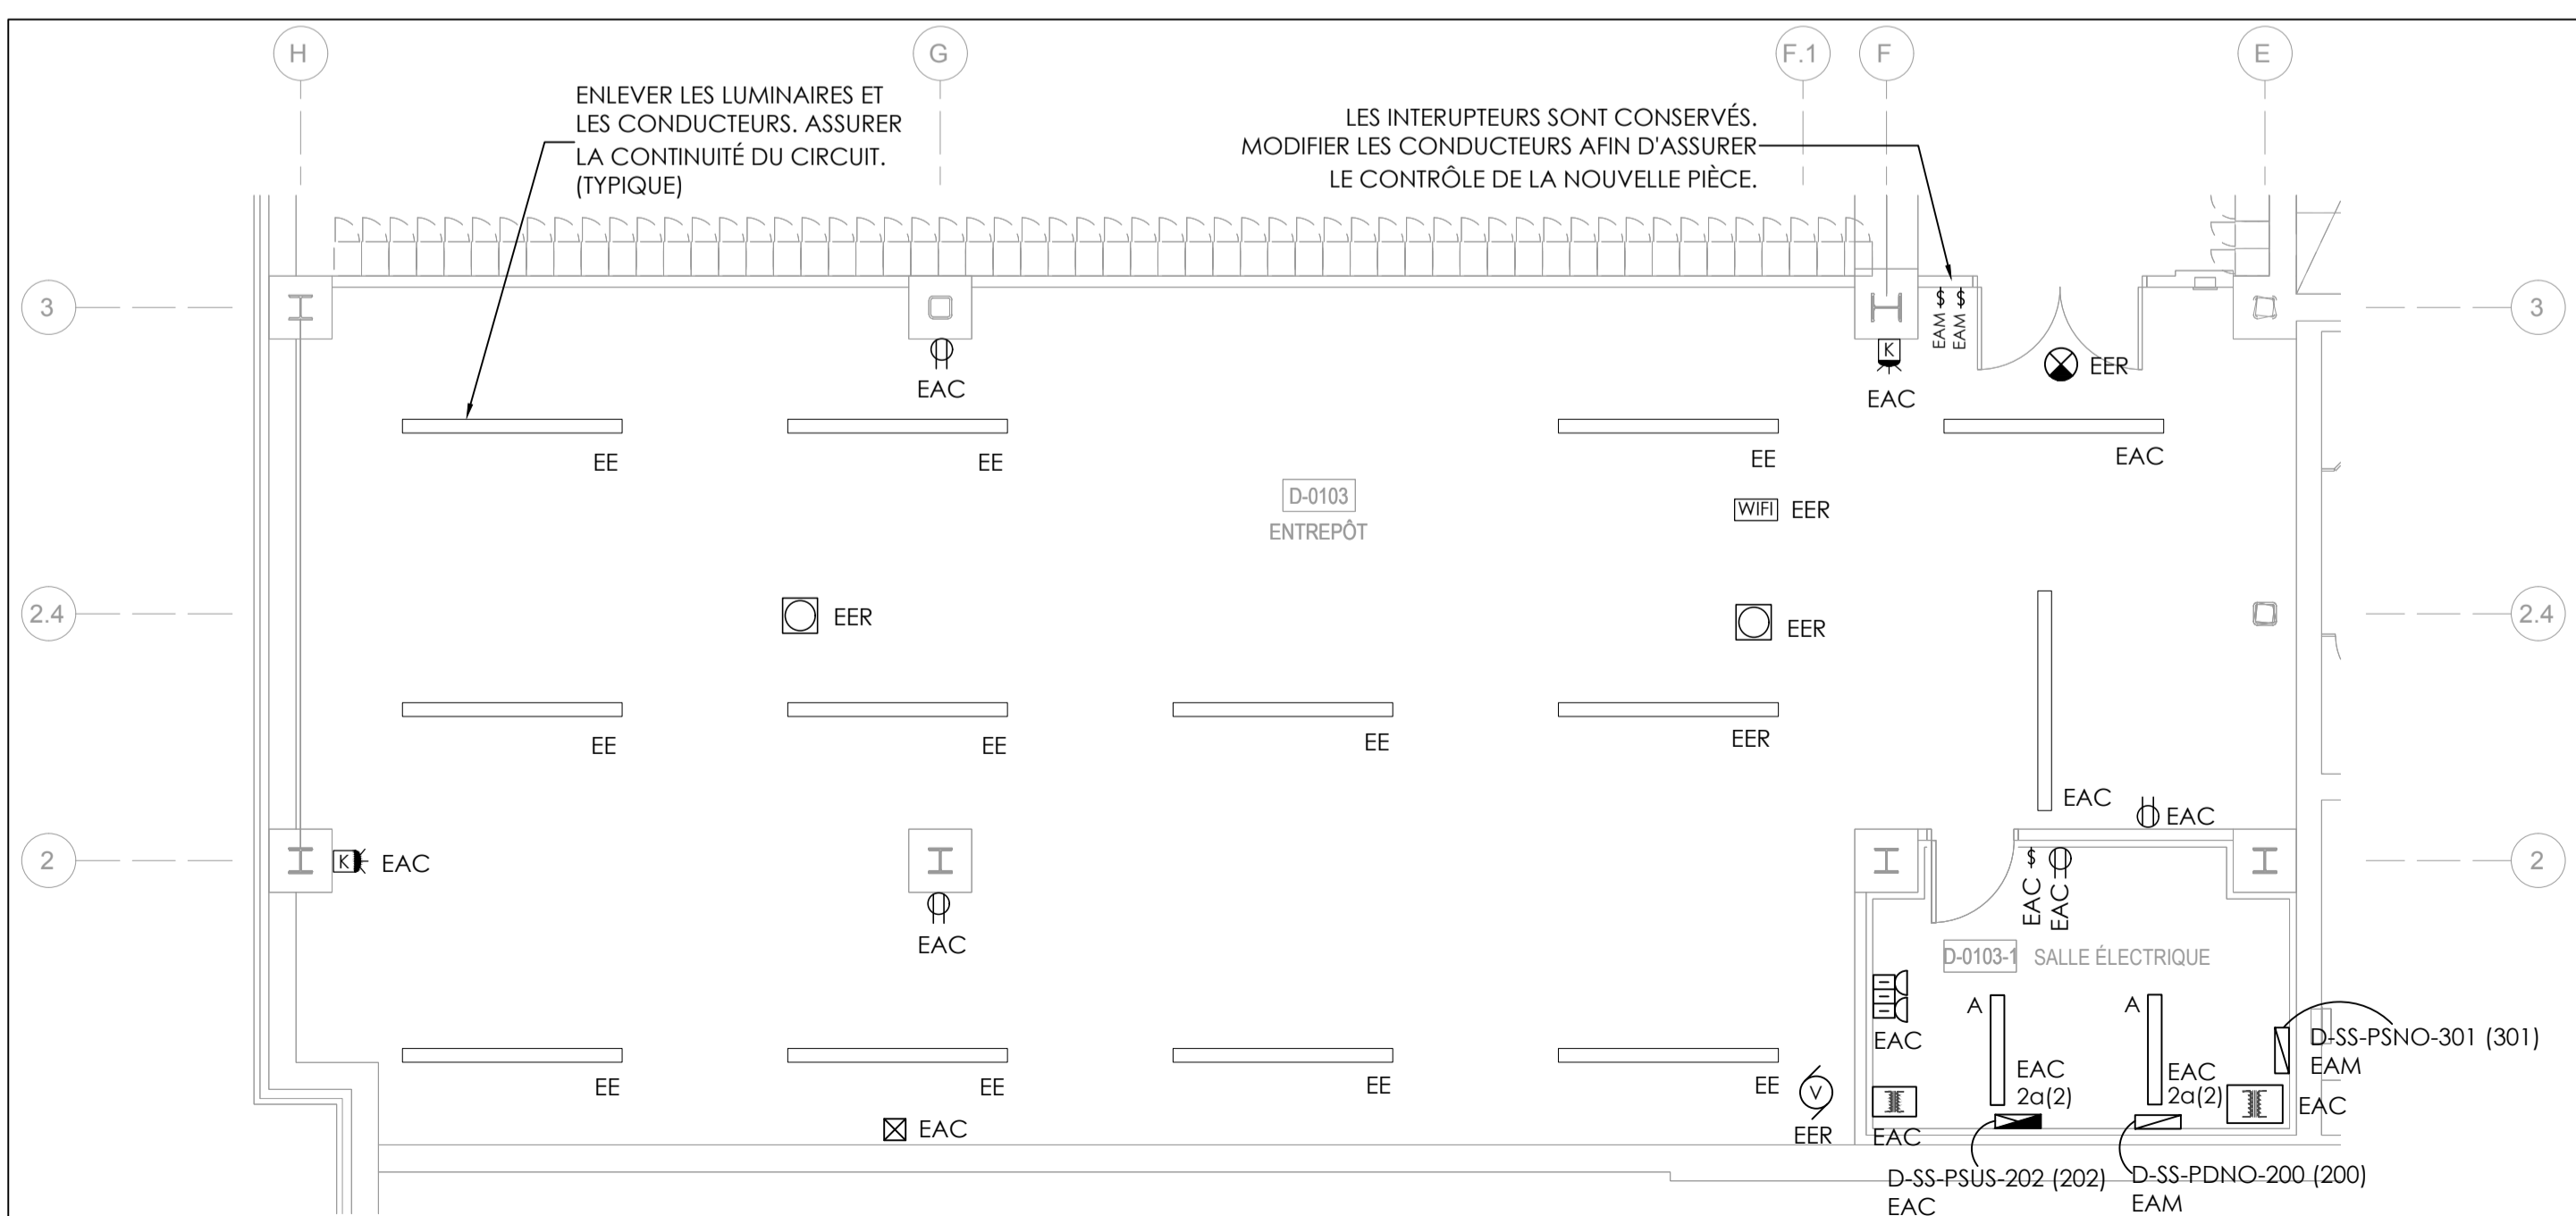 H
G
F.1
F
E
ENLEVER LES LUMINAIRES ET
LES CONDUCTEURS. ASSURER
LA CONTINUITÉ DU CIRCUIT.
(TYPIQUE)
LES INTERUPTEURS SONT CONSERVÉS.
MODIFIER LES CONDUCTEURS AFIN D'ASSURER
LE CONTRÔLE DE LA NOUVELLE PIÈCE.
3
3
$ $
EAM
EAM
K
EAC
EAC
EER
EE
EE
EE
EAC
D-0103
ENTREPÔT
WIFI EER
2.4
EER
EER
2.4
EE
EE
EE
EER
EAC
EAC
2
K EAC
2
$
EAC
EAC
EAC
D-0103-1 SALLE ÉLECTRIQUE
A
A
EAC
D-SS-PSNO-301 (301)
EAM
EE
EE
EE
EE
EAC
2a(2)
EAC
2a(2)
EAC
V
EER
EAC
EAC
D-SS-PSUS-202 (202)
EAC
D-SS-PDNO-200 (200)
EAM